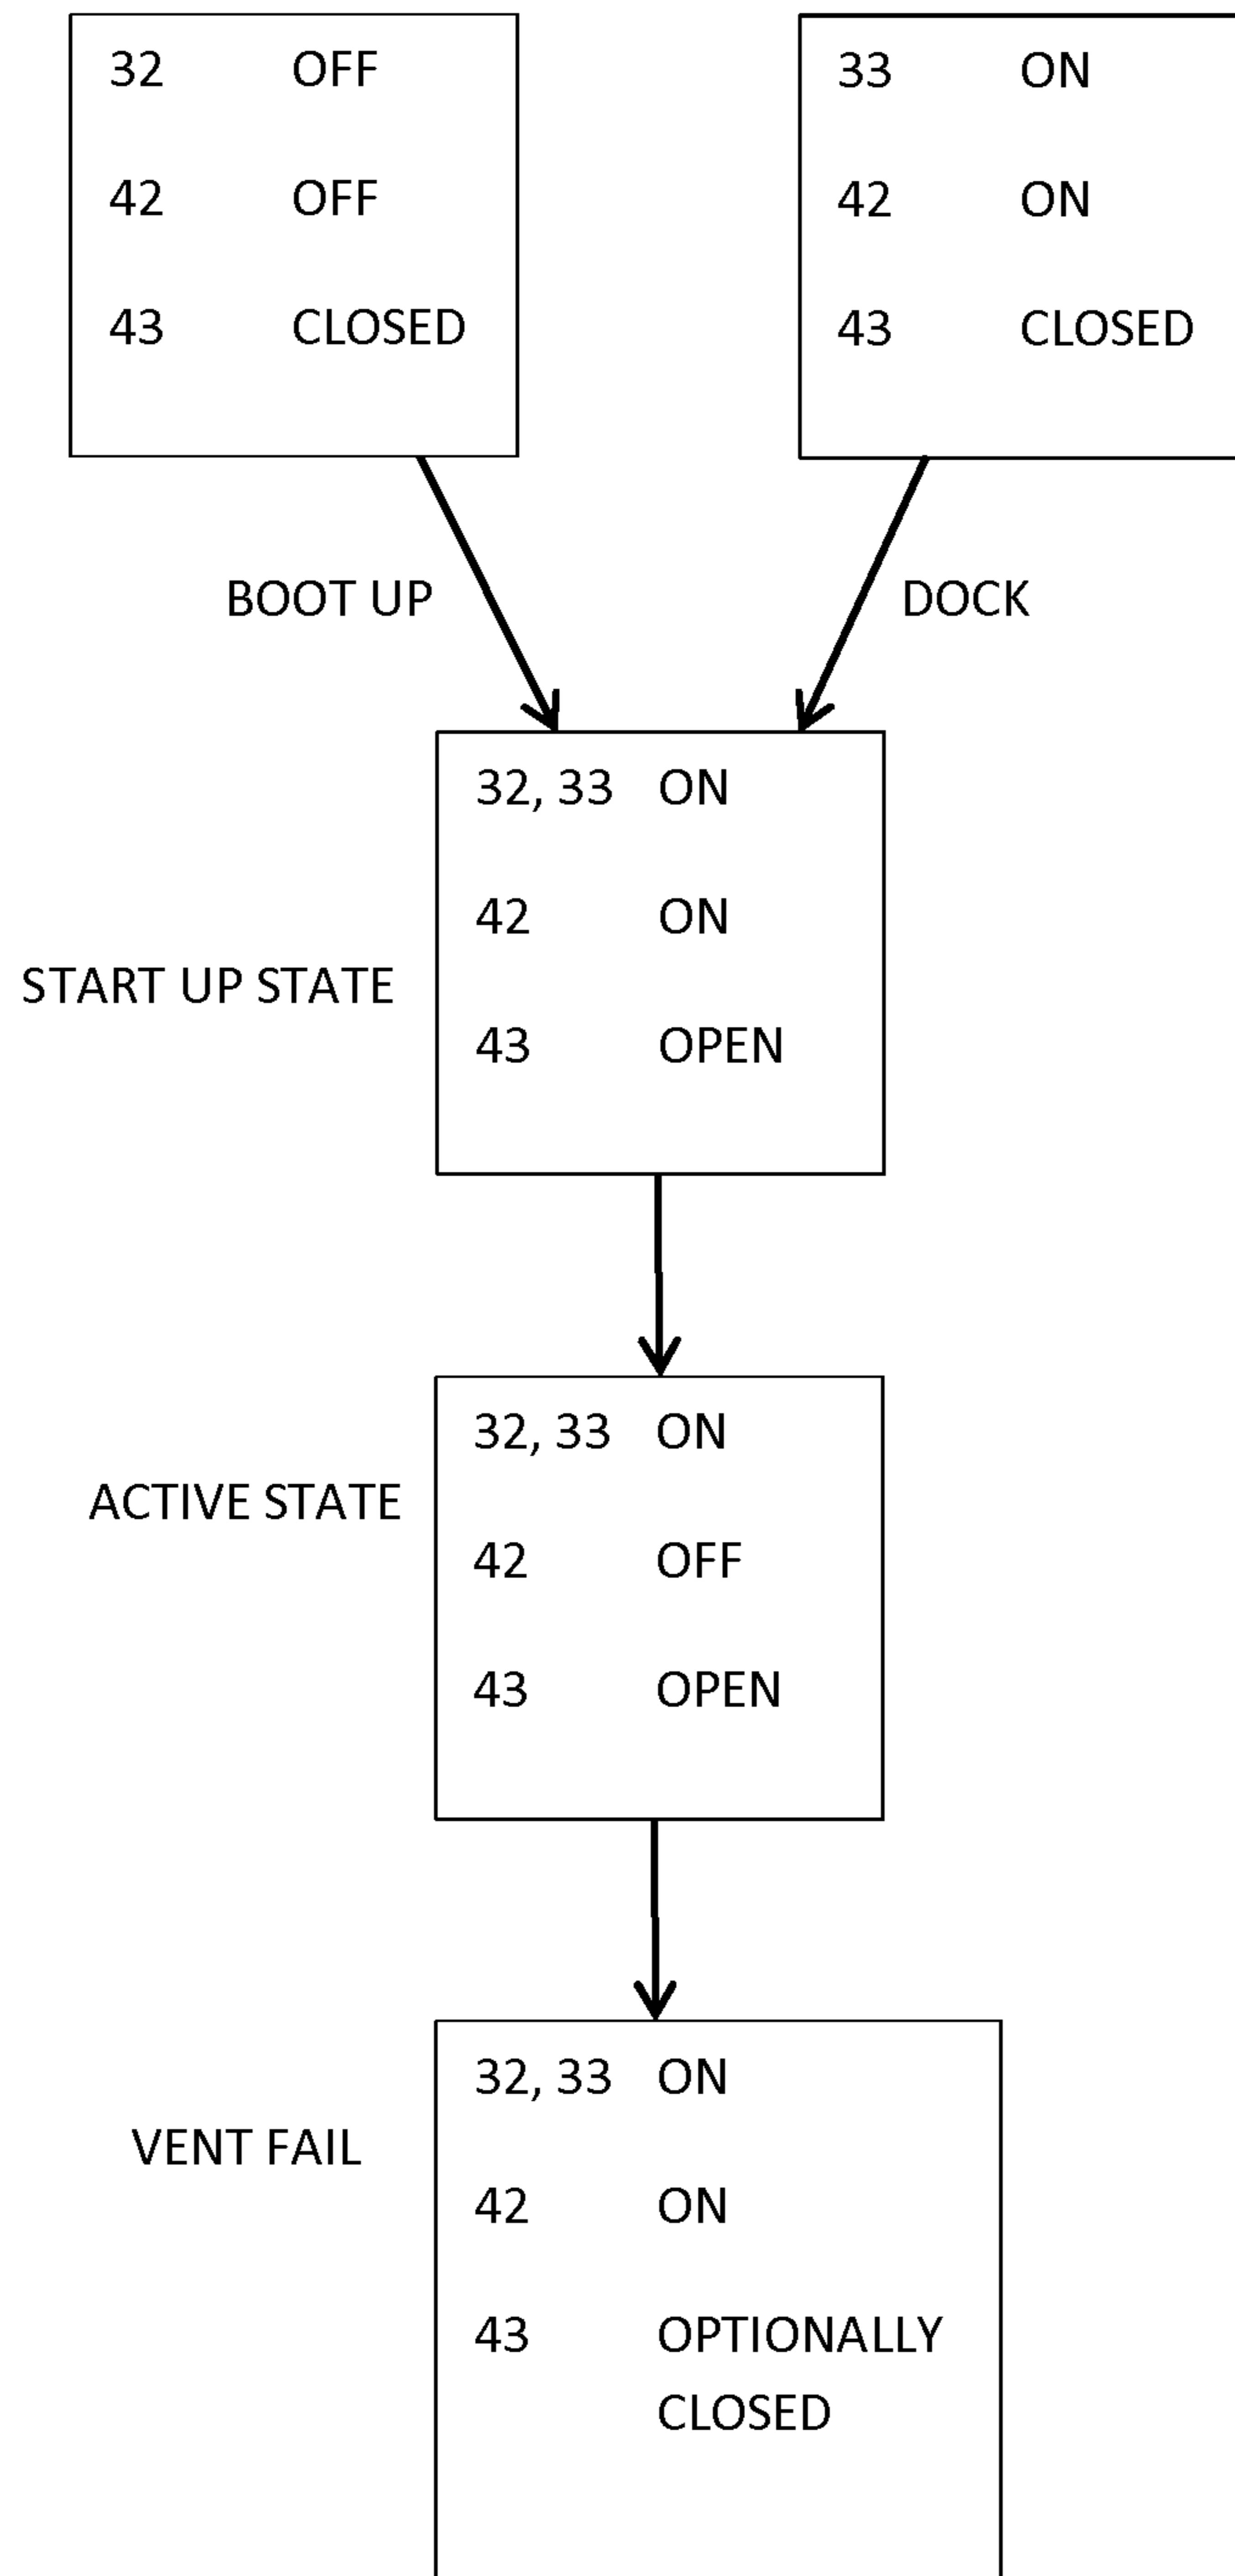 32 OFF
42 OFF
43 CLOSED
33 ON
42 ON
43 CLOSED
BOOT UP
DOCK
START UP STATE
32, 33 ON
42 ON
43 OPEN
ACTIVE STATE
32, 33 ON
42 OFF
43 OPEN
VENT FAIL
32, 33 ON
42 ON
43 OPTIONALLY
CLOSED